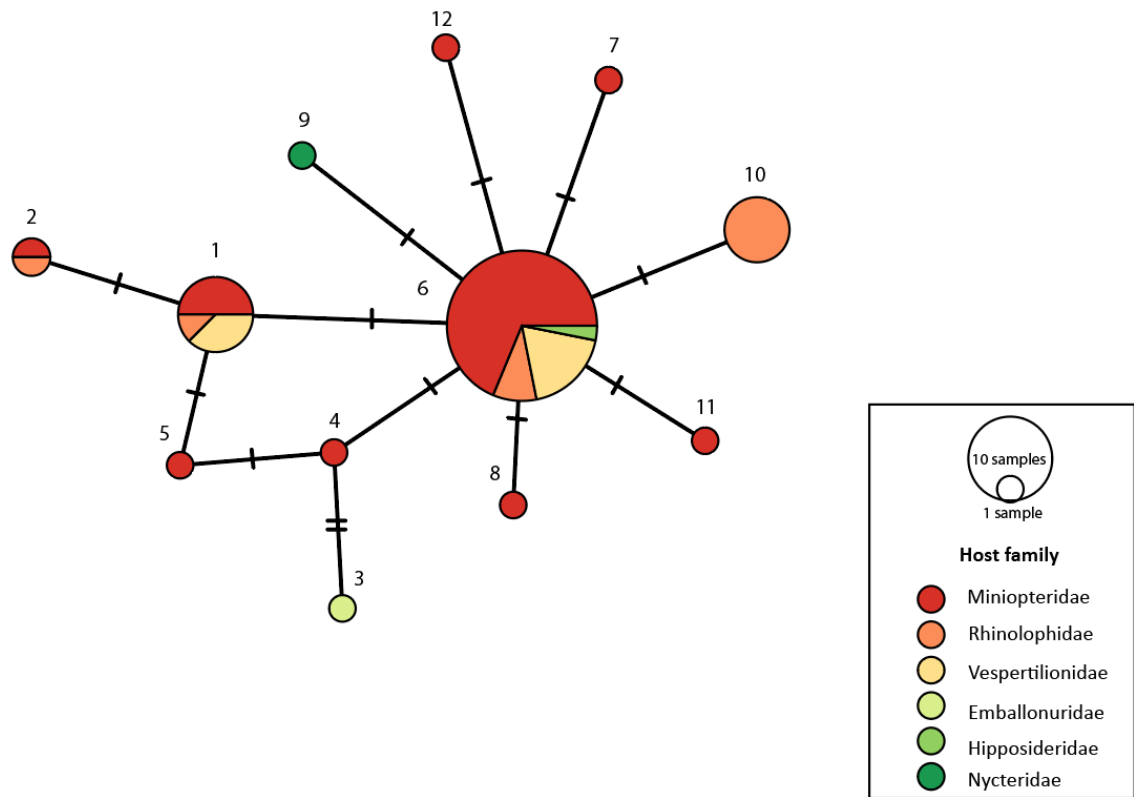 12
7
9
10
2
1
6
11
4
5
8
3
10 samples
1 sample
Host family
Miniopteridae
Rhinolophidae
Vespertilionidae
Emballonuridae
Hipposideridae
Nycteridae